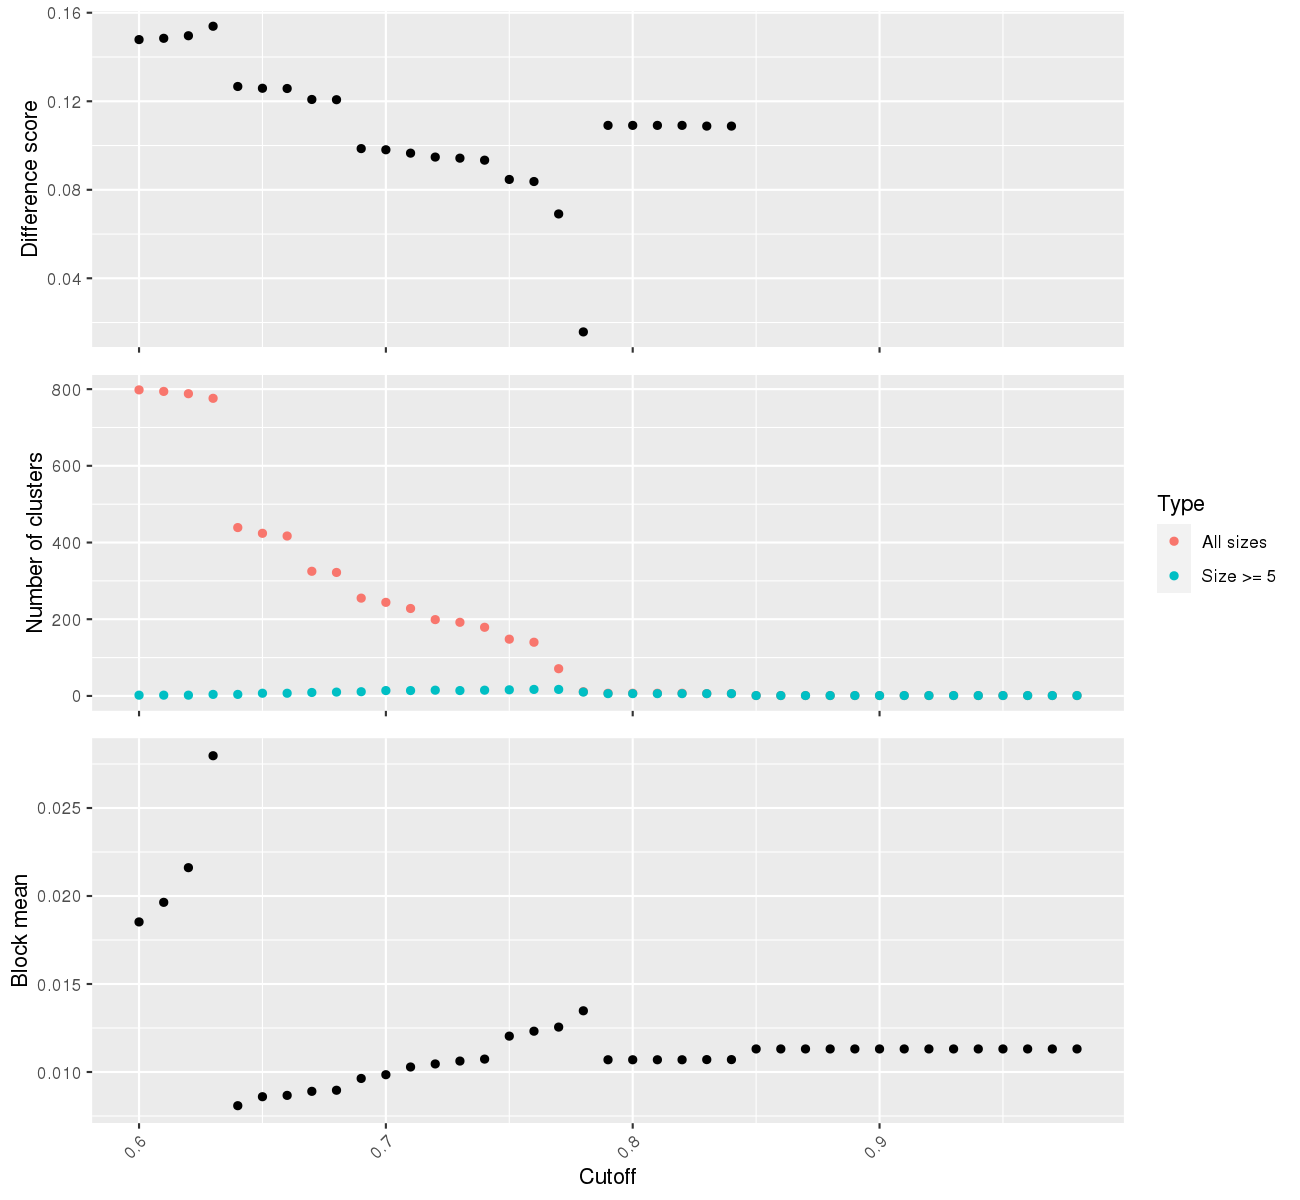 0.16
0.12
0.08
0.04
Difference score
800
600
400
200
0
Number of clusters
Type
All sizes
Size >= 5
0.025
0.020
0.015
0.010
Block mean
0.6
0.7
0.8
0.9
Cutoff